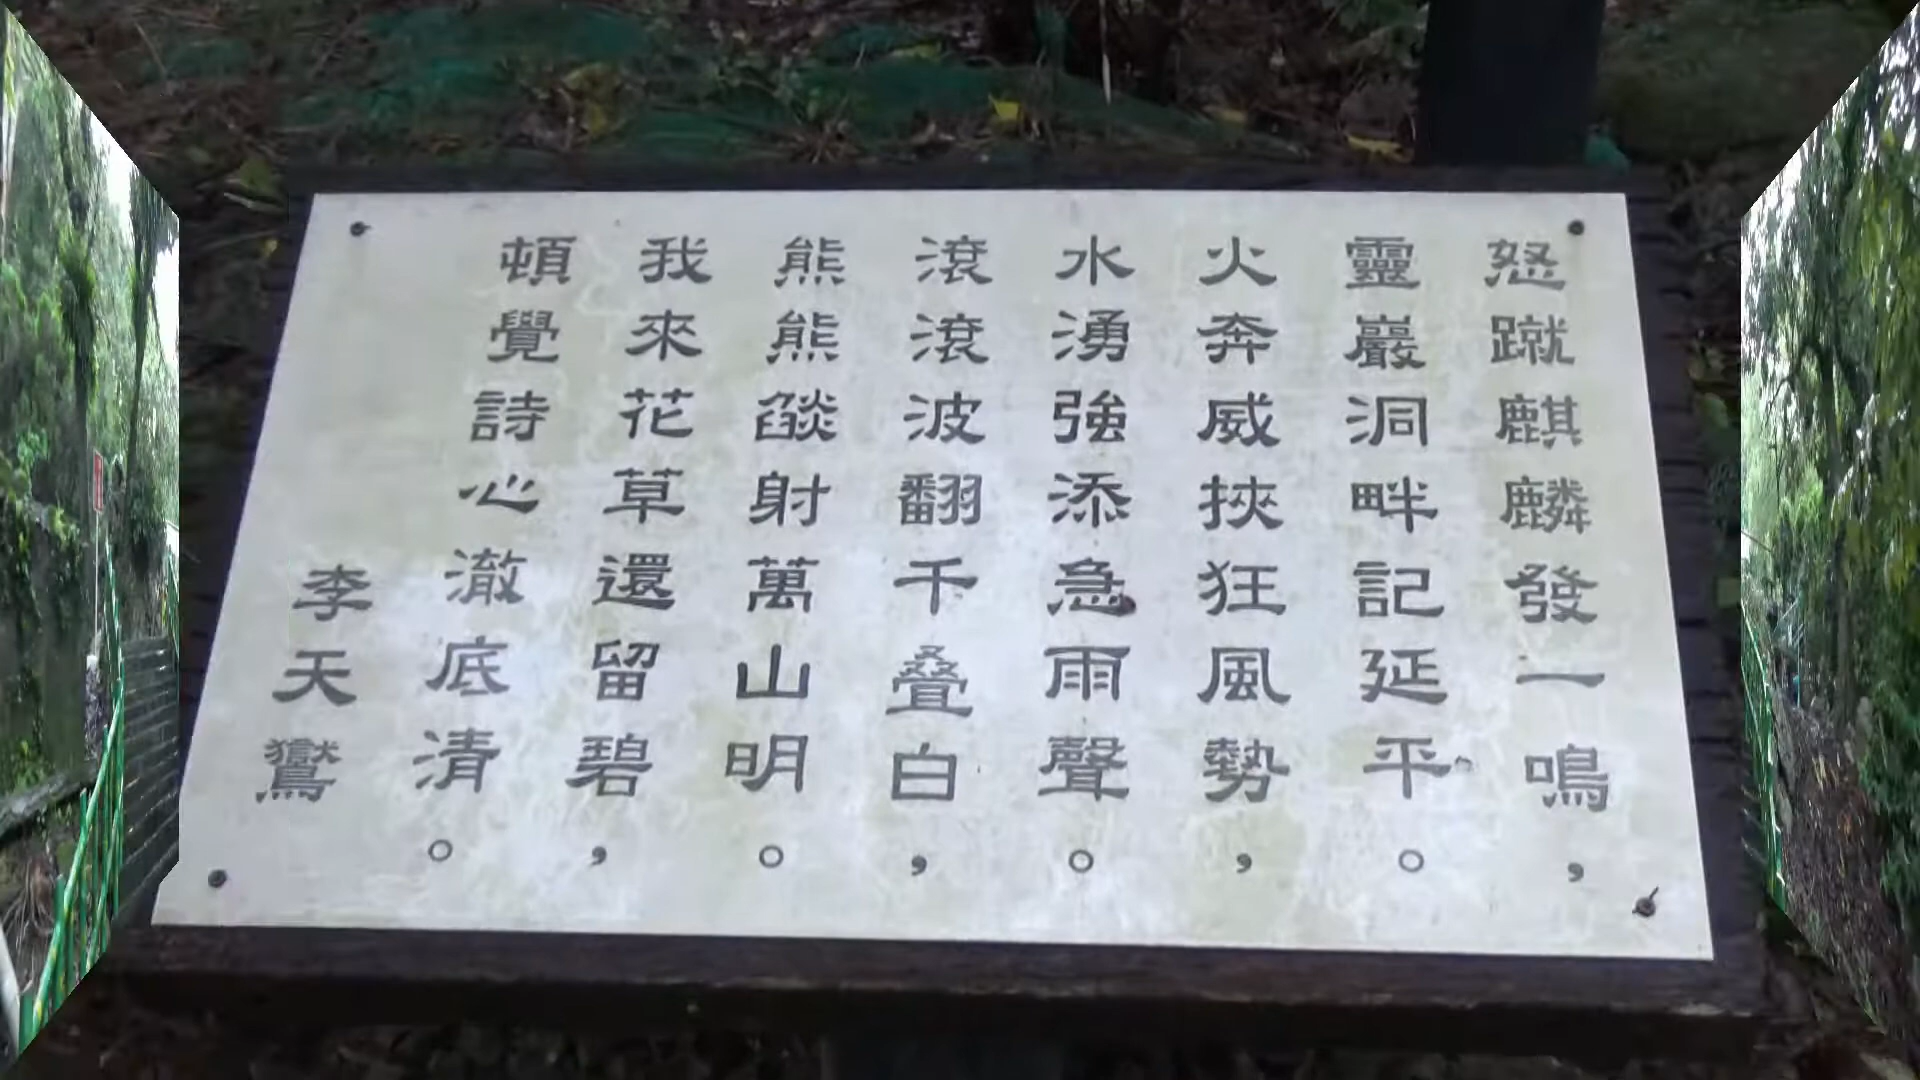 怒蹴麒麟發一鳴，
靈巖洞畔記延平。
火奔威挾狂風勢，
水湧強添急雨聲。
滾滾波翻千疊白，
熊熊燄射萬山明。
我來花草還留碧，
頓覺詩心澈底清。
李天鸑